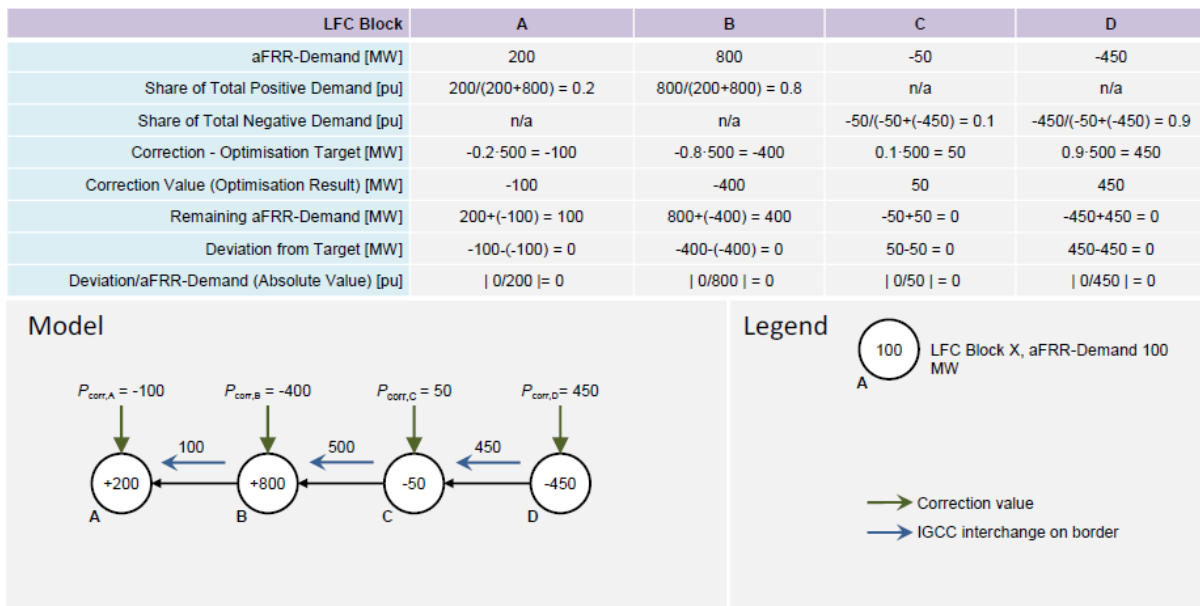 LFC Block A B C D
aFRR-Demand [MW] 200 800 -50 -450
Share of Total Positive Demand [pu] 200/(200+800) = 0.2 800/(200+800) = 0.8 n/a n/a
Share of Total Negative Demand [pu] n/a n/a -50/(-50+(-450) = 0.1 -450/(-50+(-450) = 0.9
Correction - Optimisation Target [MW] -0.2·500 = -100 -0.8·500 = -400 0.1·500 = 50 0.9·500 = 450
Correction Value (Optimisation Result) [MW] -100 -400 50 450
Remaining aFRR-Demand [MW] 200+(-100) = 100 800+(-400) = 400 -50+50 = 0 -450+450 = 0
Deviation from Target [MW] -100-(-100) = 0 -400-(-400) = 0 50-50 = 0 450-450 = 0
Deviation/aFRR-Demand (Absolute Value) [pu] | 0/200 |= 0 | 0/800 | = 0 | 0/50 | = 0 | 0/450 | = 0
Model
Pcorr,A = -100 Pcorr,B = -400 Pcorr,C = 50 Pcorr,D = 450
100 500 450
+200 +800 -50 -450
A B C D
Legend
100
A
LFC Block X, aFRR-Demand 100
MW
Correction value
IGCC interchange on border